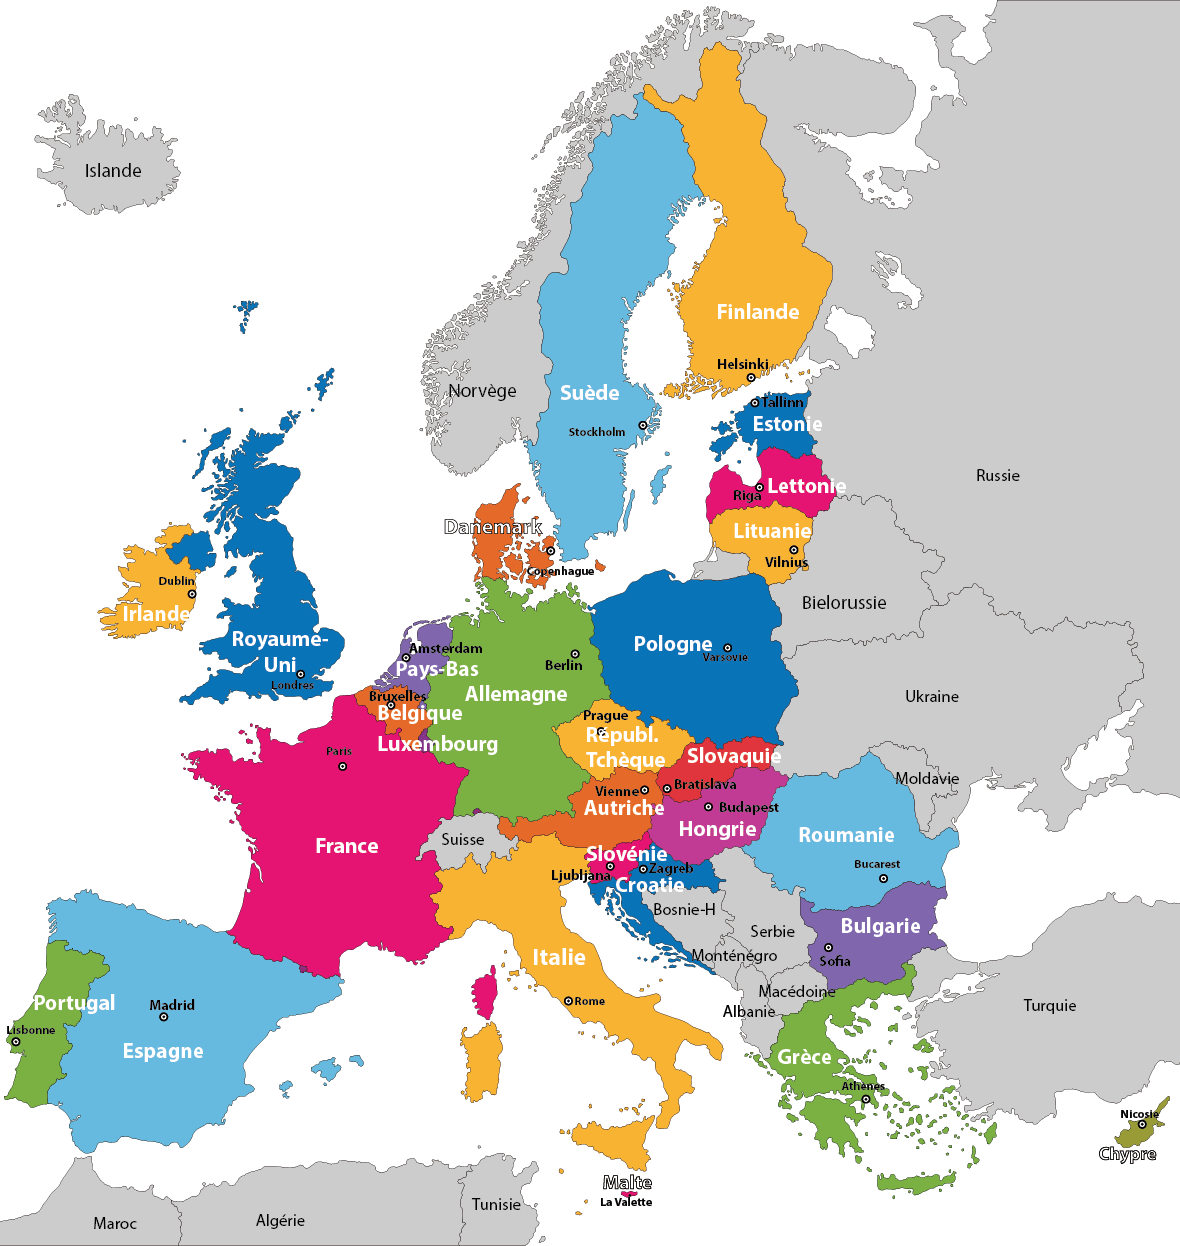 Islande
Finlande
Helsinki
Norvège
Suède
Stockholm
Tallinn
Estonie
Russie
Riga
Lettonie
Danemark
Lituanie
Vilnius
Copenhague
Dublin
Irlande
Bielorussie
Royaume-
Uni
Londres
Amsterdam
Pays-Bas
Berlin
Allemagne
Pologne
Varsovie
Ukraine
Bruxelles
Belgique
Luxembourg
Prague
Républ.
Tchèque
Paris
Slovaquie
Bratislava
Moldavie
Vienne
Autriche
Budapest
Hongrie
France
Suisse
Roumanie
Bucarest
Slovénie
Ljubljana
Zagreb
Croatie
Bosnie-H
Serbie
Bulgarie
Sofia
Monténégro
Italie
Rome
Macédoine
Albanie
Turquie
Portugal
Lisbonne
Madrid
Espagne
Grèce
Athènes
Nicosie
Chypre
Malte
La Valette
Maroc
Algérie
Tunisie